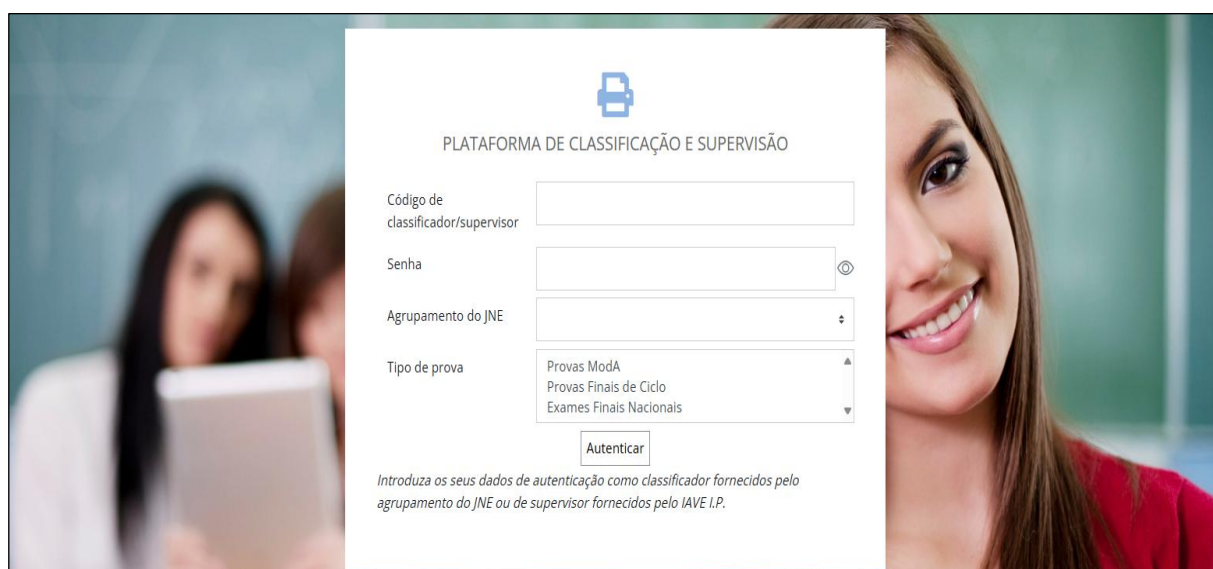 PLATAFORMA DE CLASSIFICAÇÃO E SUPERVISÃO
Código de
classificador/supervisor
Senha
Agrupamento do JNE
Tipo de prova
Provas ModA
Provas Finais de Ciclo
Exames Finais Nacionais
Autenticar
Introduza os seus dados de autenticação como classificador fornecidos pelo
agrupamento do JNE ou de supervisor fornecidos pelo IAVE I.P.